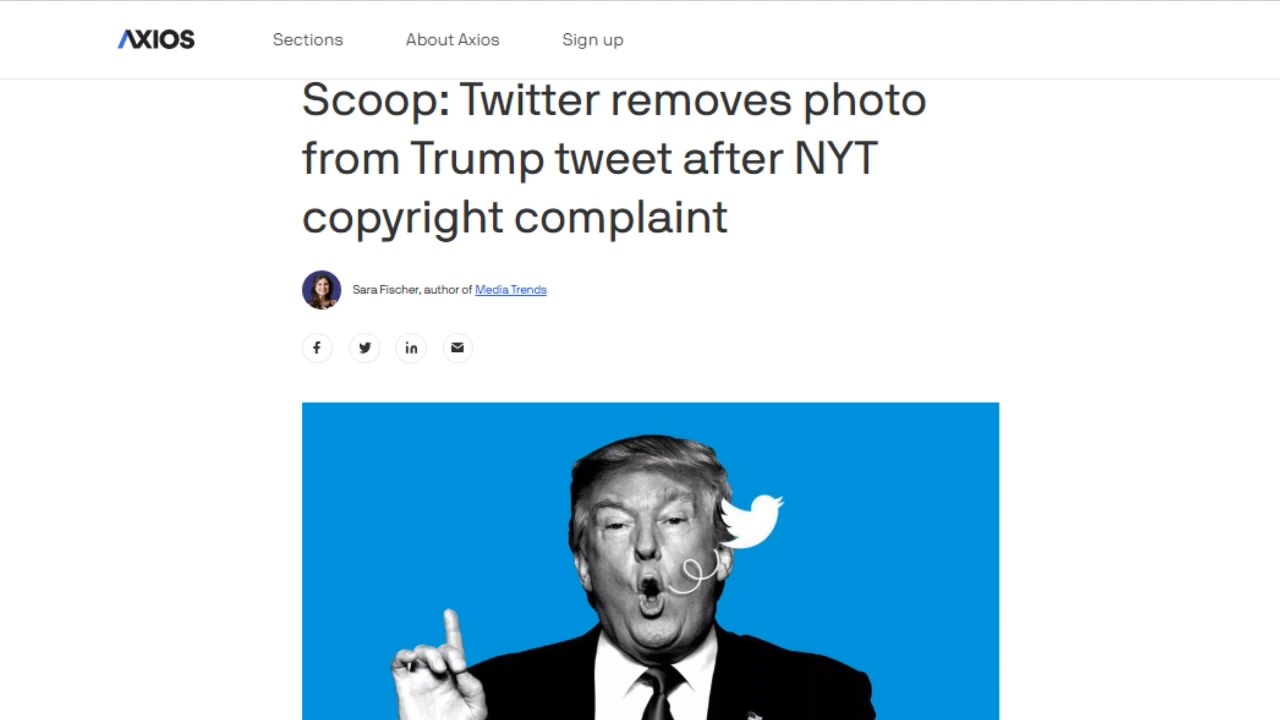 AXIOS Sections About Axios Sign up
Scoop: Twitter removes photo
from Trump tweet after NYT
copyright complaint
Sara Fischer, author of Media Trends